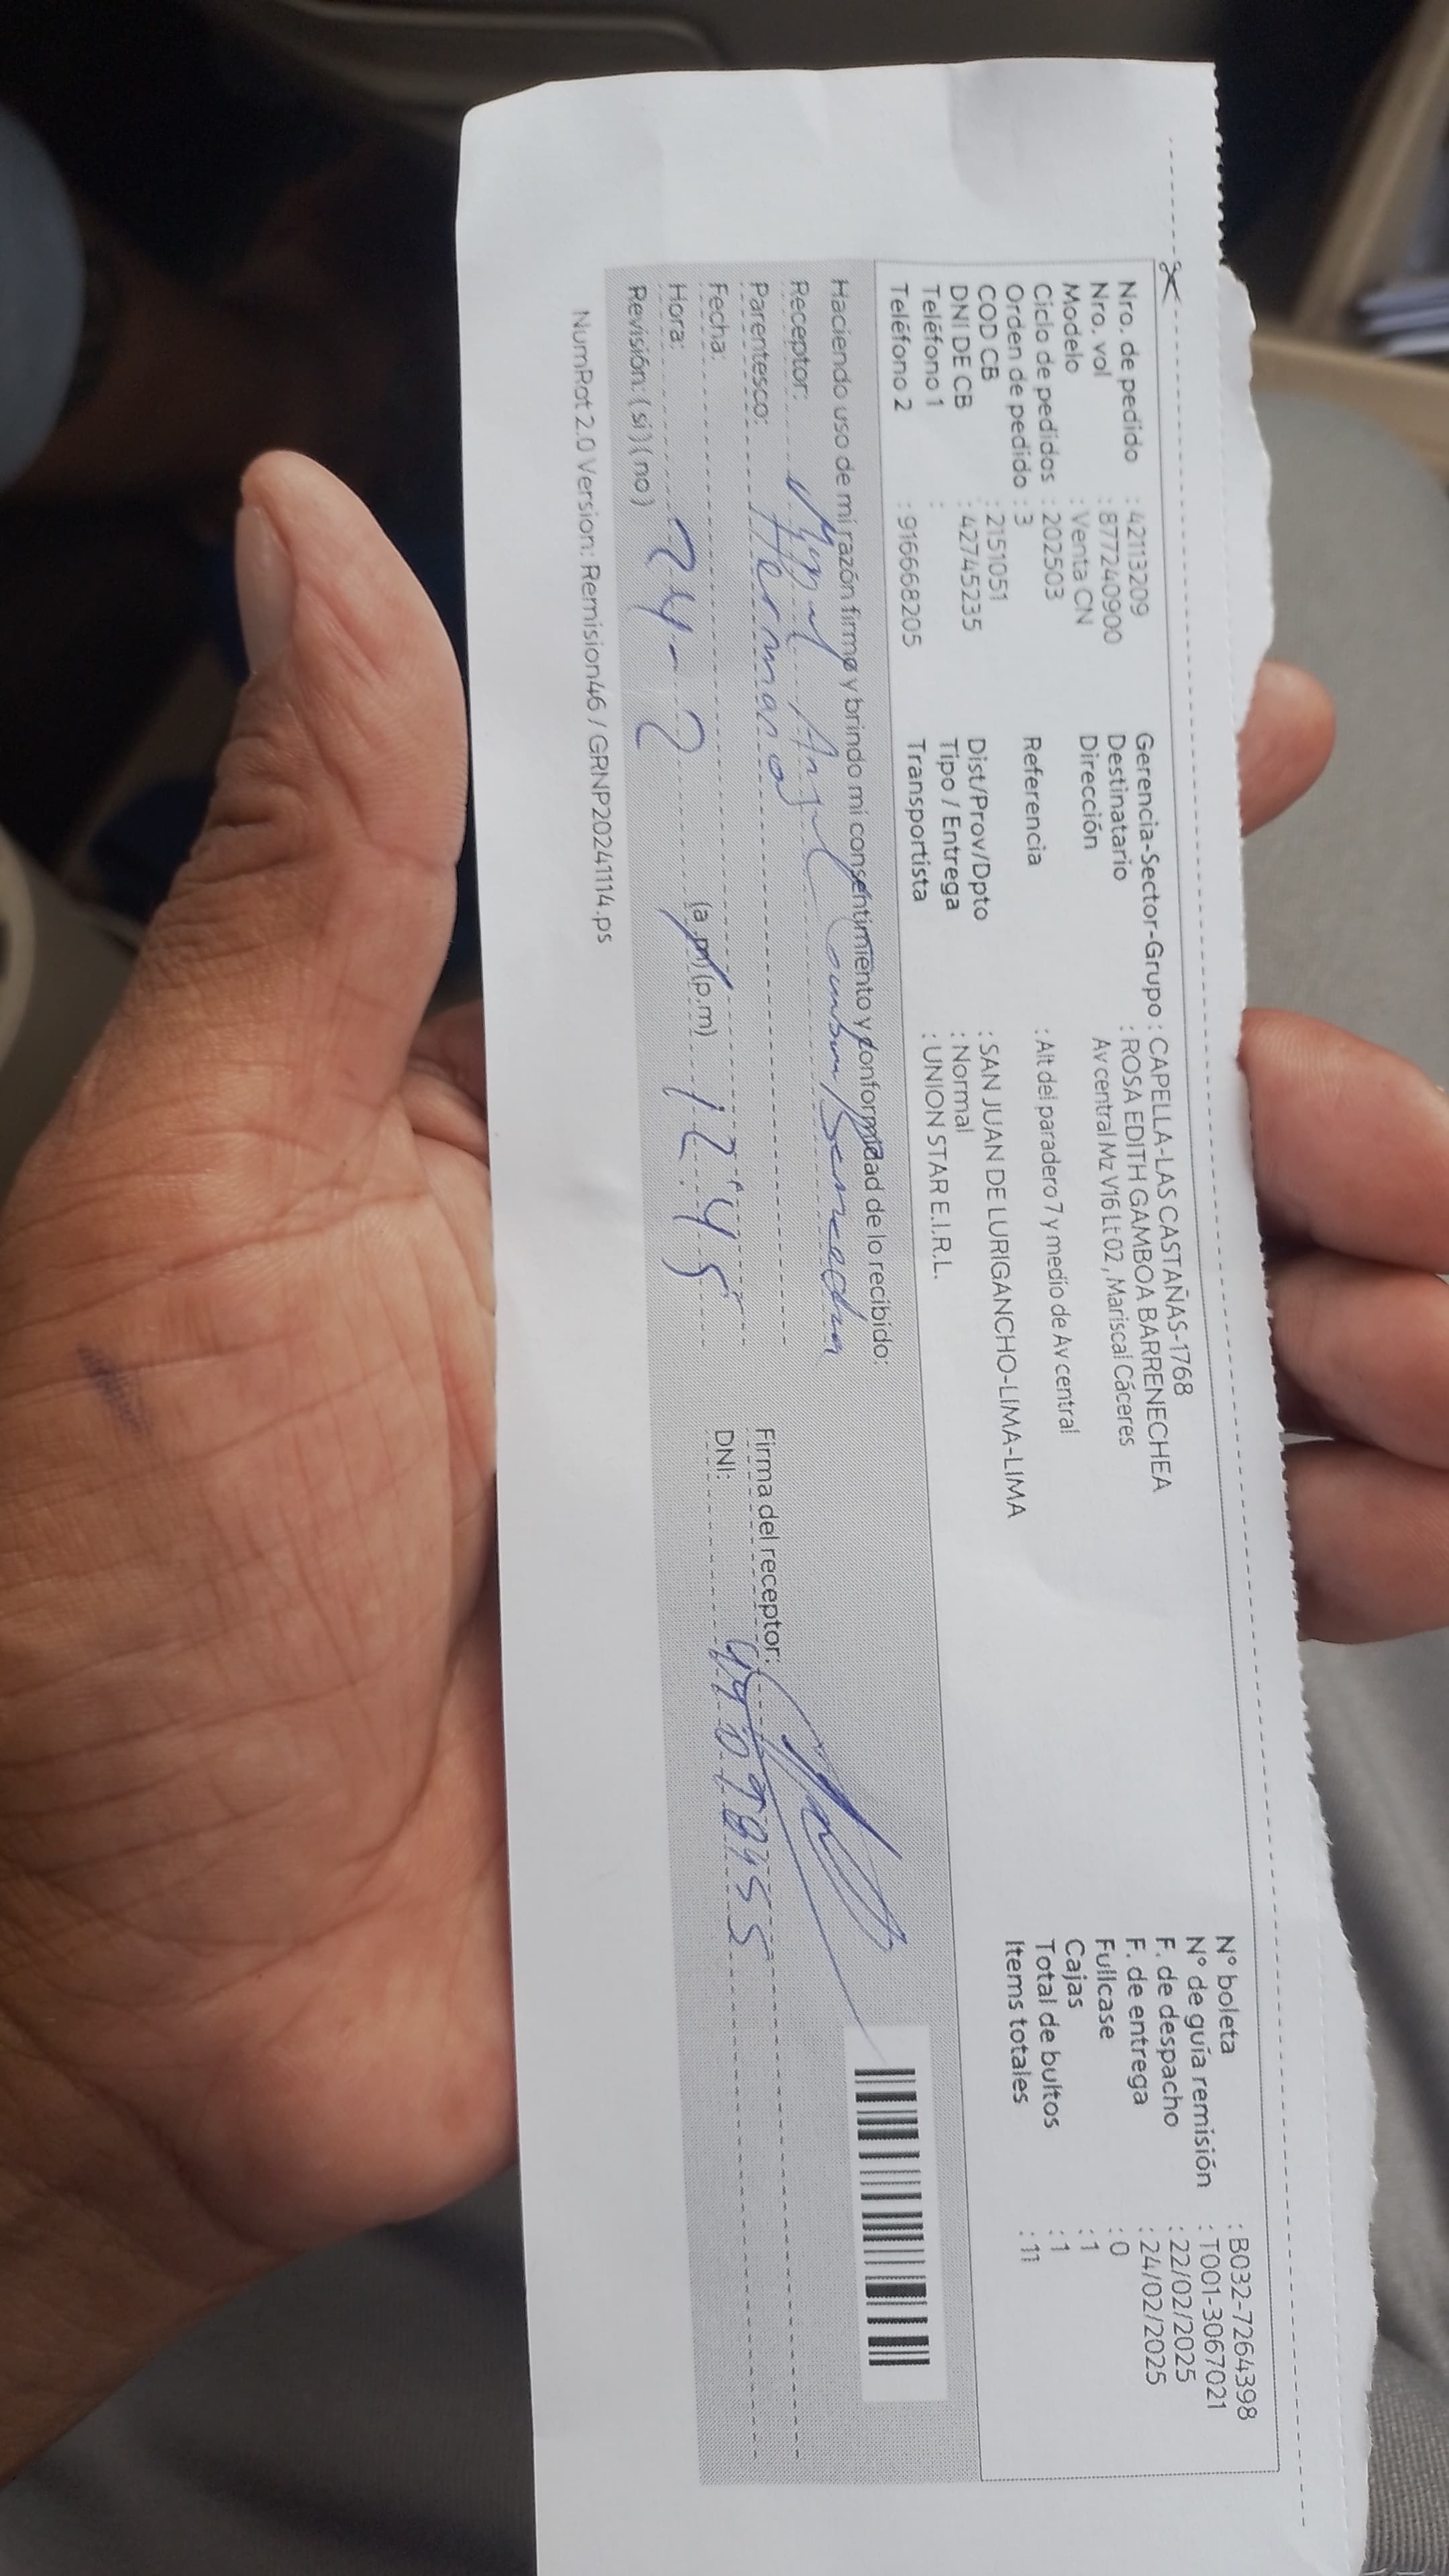 Nro. de pedido : 42113209
Nro. vol : 877240900
Modelo : Venta CN
Ciclo de pedidos : 202503
Orden de pedido : 3
COD CB : 2151051
DNI DE CB : 42745235
Teléfono 1 :
Teléfono 2 : 916668205
Gerencia-Sector-Grupo : CAPELLA-LAS CASTAÑAS-1768
Destinatario : ROSA EDITH GAMBOA BARRENECHEA
Dirección Av central Mz V16 Lt 02 , Mariscal Cáceres
Referencia : Alt del paradero 7 y medio de Av central
Dist/Prov/Dpto : SAN JUAN DE LURIGANCHO-LIMA-LIMA
Tipo / Entrega : Normal
Transportista : UNION STAR E.I.R.L.
N° boleta : B032-7264398
N° de guía remisión : T001-3067021
F. de despacho : 22/02/2025
F. de entrega : 24/02/2025
Fullcase : 0
Cajas : 1
Total de bultos : 1
Items totales : 11
Haciendo uso de mi razón firmo y brindo mi consentimiento y conformidad de lo recibido:
Receptor:
Parentesco: Hermano
Fecha: 24-2
Hora: (a.m) (p.m) 12:45
Revisión: ( si ) ( no )
Firma del receptor:
DNI:
NumRot 2.0 Version: Remision46 / GRNP20241114.ps